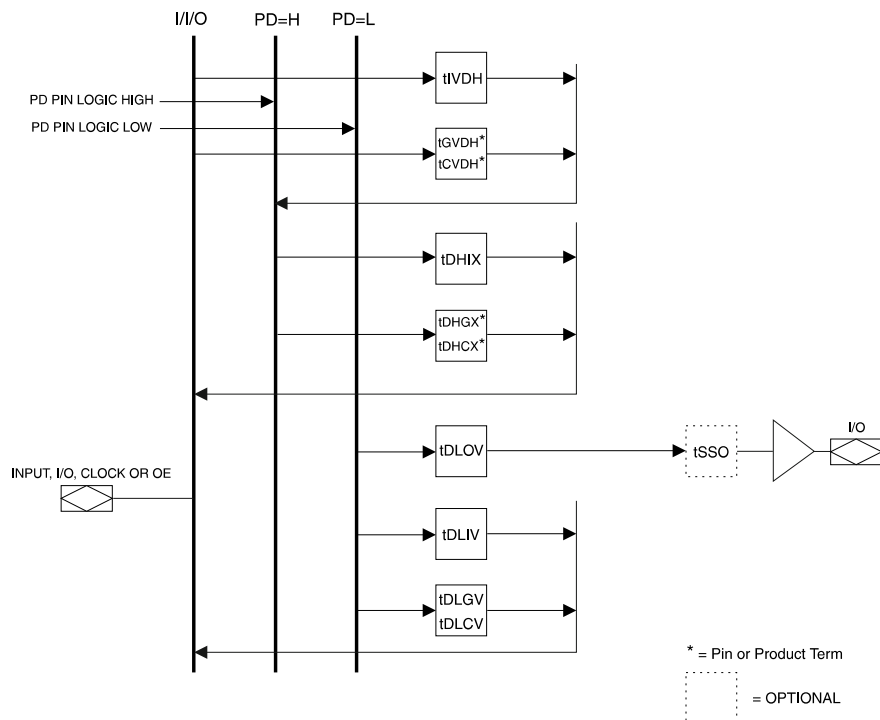 I/I/O PD=H PD=L
tIVDH
PD PIN LOGIC HIGH
PD PIN LOGIC LOW
tGVDH*
tCVDH*
tDHIX
tDHGX*
tDHCX*
I/O
tDLOV tSSO
INPUT, I/O, CLOCK OR OE
tDLIV
tDLGV
tDLCV
* = Pin or Product Term
= OPTIONAL